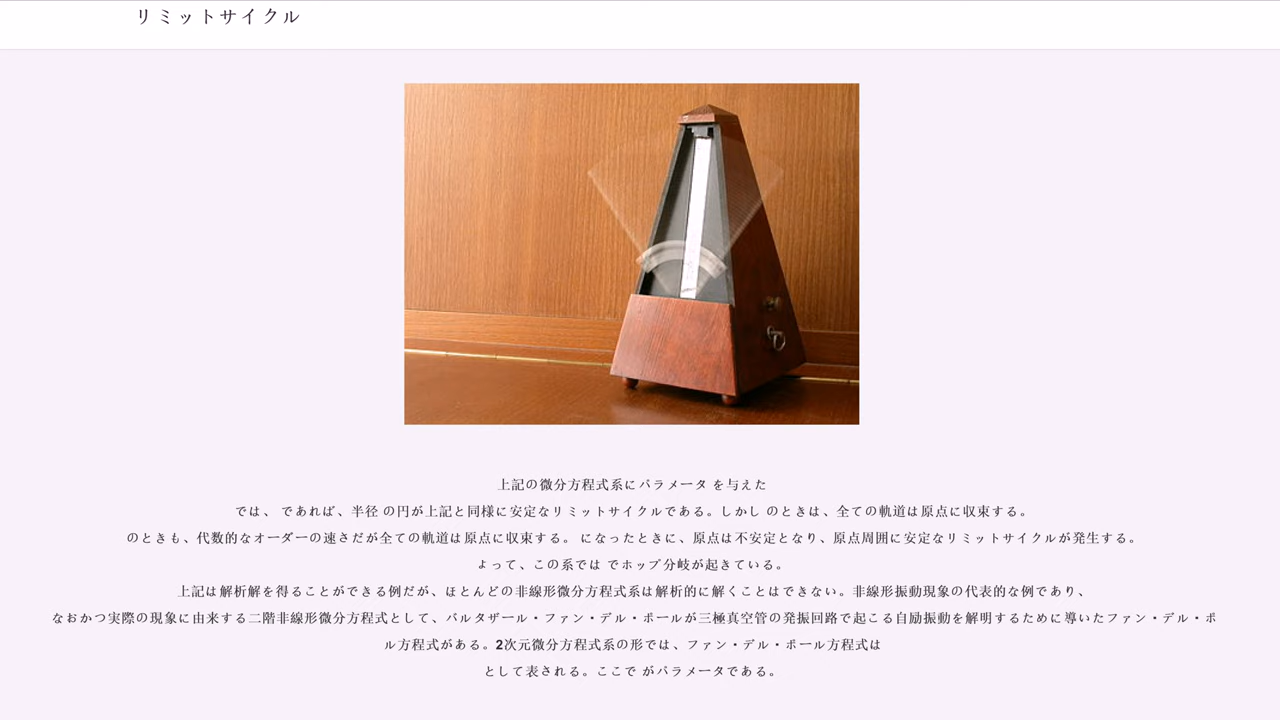 リミットサイクル
上記の微分方程式系にパラメータ を与えた
では、 であれば、半径 の円が上記と同様に安定なリミットサイクルである。しかし のときは、全ての軌道は原点に収束する。
のときも、代数的なオーダーの速さだが全ての軌道は原点に収束する。 になったときに、原点は不安定となり、原点周囲に安定なリミットサイクルが発生する。
よって、この系では でホップ分岐が起きている。
上記は解析解を得ることができる例だが、ほとんどの非線形微分方程式系は解析的に解くことはできない。非線形振動現象の代表的な例であり、
なおかつ実際の現象に由来する二階非線形微分方程式として、バルタザール・ファン・デル・ポールが三極真空管の発振回路で起こる自励振動を解明するために導いたファン・デル・ポ
ル方程式がある。2次元微分方程式系の形では、ファン・デル・ポール方程式は
として表される。ここで がパラメータである。